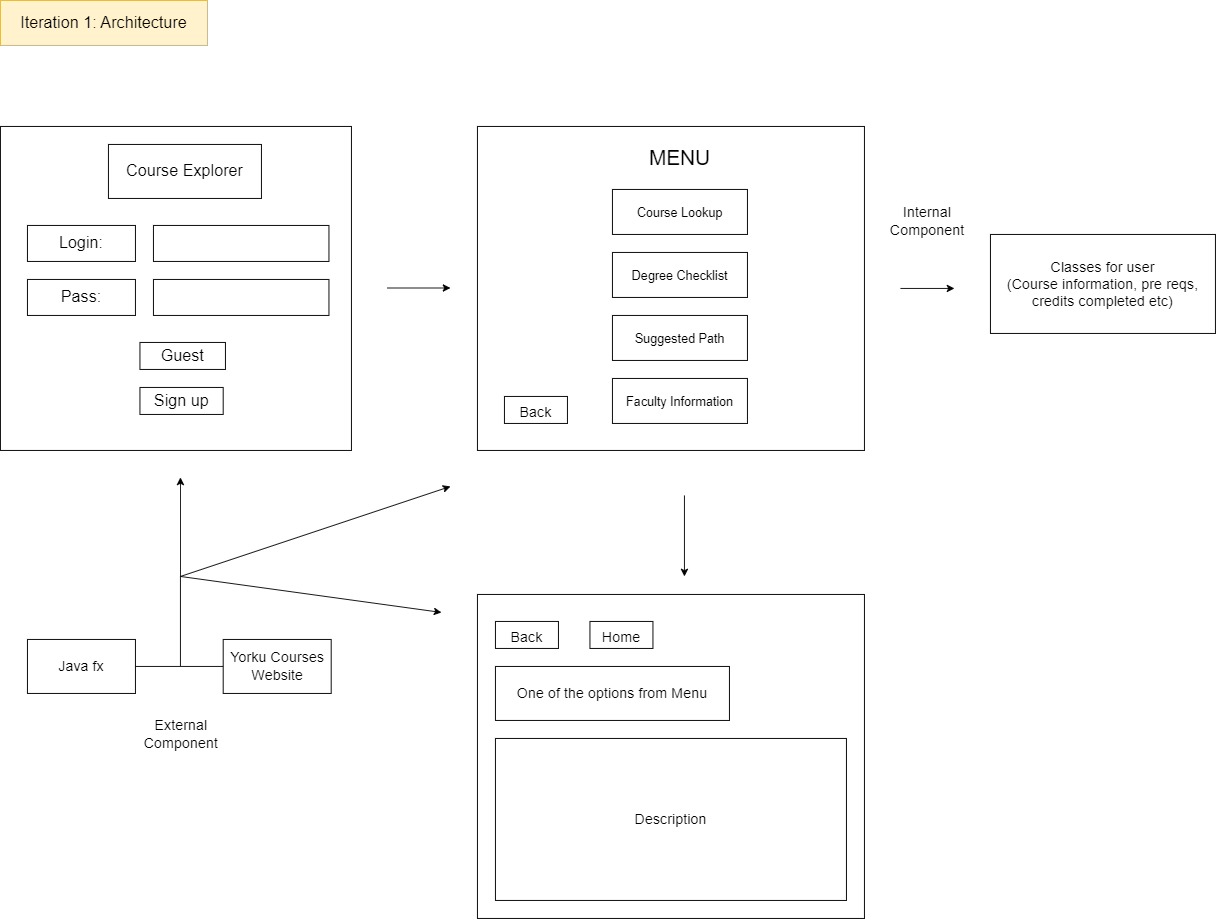 Iteration 1: Architecture
Course Explorer
Login:
Pass:
Guest
Sign up
MENU
Course Lookup
Degree Checklist
Suggested Path
Faculty Information
Back
Internal
Component
Classes for user
(Course information, pre reqs,
credits completed etc)
Java fx
Yorku Courses
Website
External
Component
Back
Home
One of the options from Menu
Description